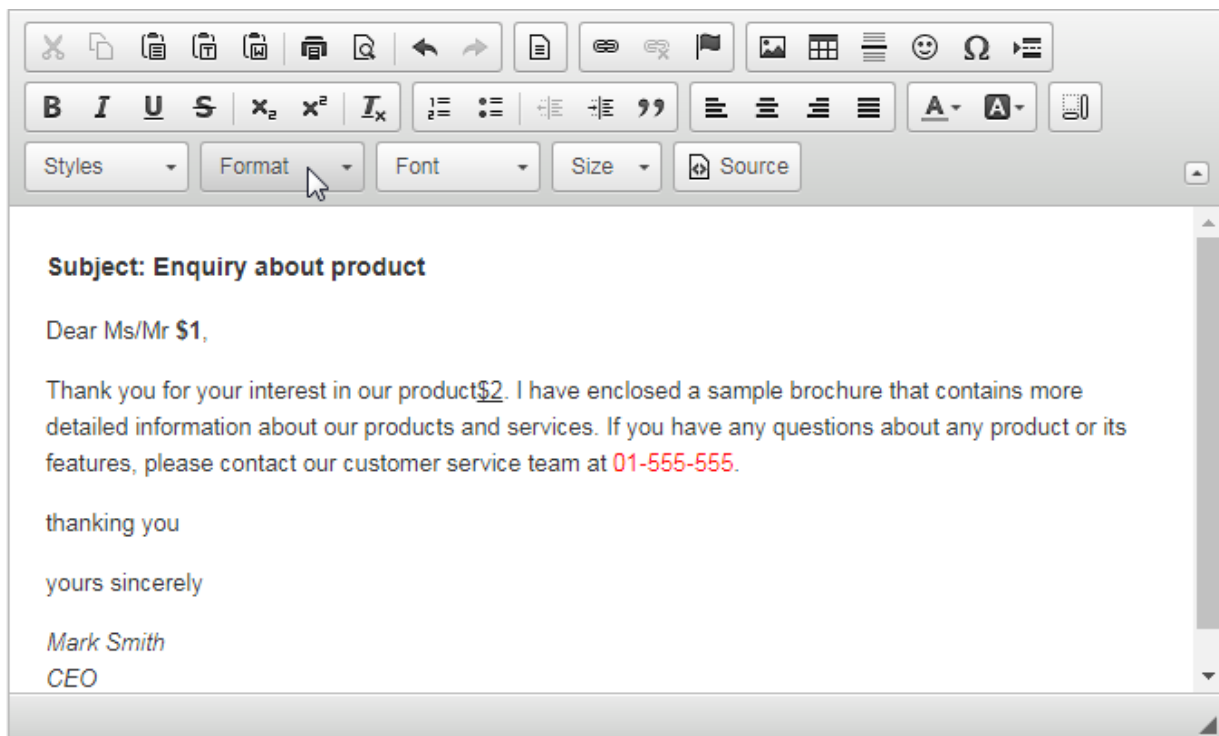 Styles Format Font Size Source
Subject: Enquiry about product
Dear Ms/Mr $1,
Thank you for your interest in our product$2. I have enclosed a sample brochure that contains more
detailed information about our products and services. If you have any questions about any product or its
features, please contact our customer service team at 01-555-555.
thanking you
yours sincerely
Mark Smith
CEO